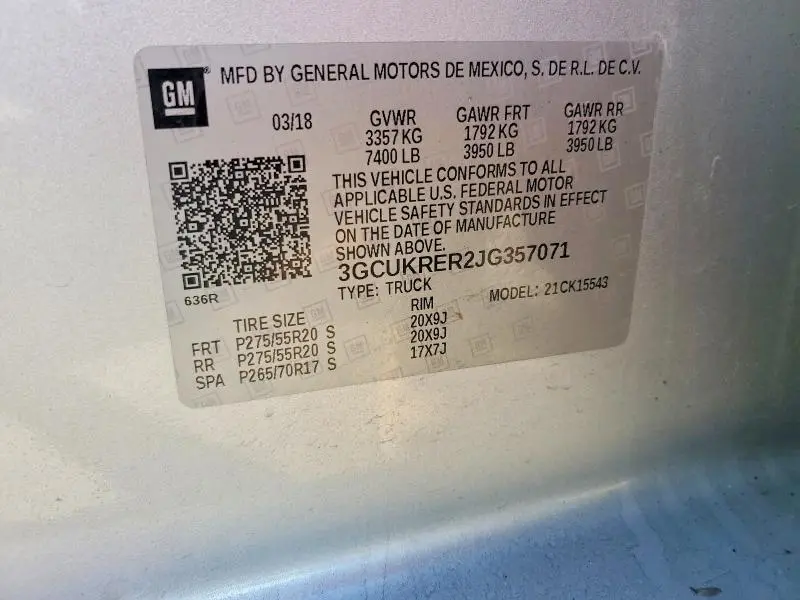 GM
MFD BY GENERAL MOTORS DE MEXICO, S. DE R.L. DE C.V.
03/18 GVWR GAWR FRT GAWR RR
3357 KG 1792 KG 1792 KG
7400 LB 3950 LB 3950 LB
THIS VEHICLE CONFORMS TO ALL
APPLICABLE U.S. FEDERAL MOTOR
VEHICLE SAFETY STANDARDS IN EFFECT
ON THE DATE OF MANUFACTURE
SHOWN ABOVE.
3GCUKRER2JG357071
TYPE: TRUCK MODEL: 21CK15543
636R
TIRE SIZE RIM
FRT P275/55R20 S 20X9J
RR P275/55R20 S 20X9J
SPA P265/70R17 S 17X7J